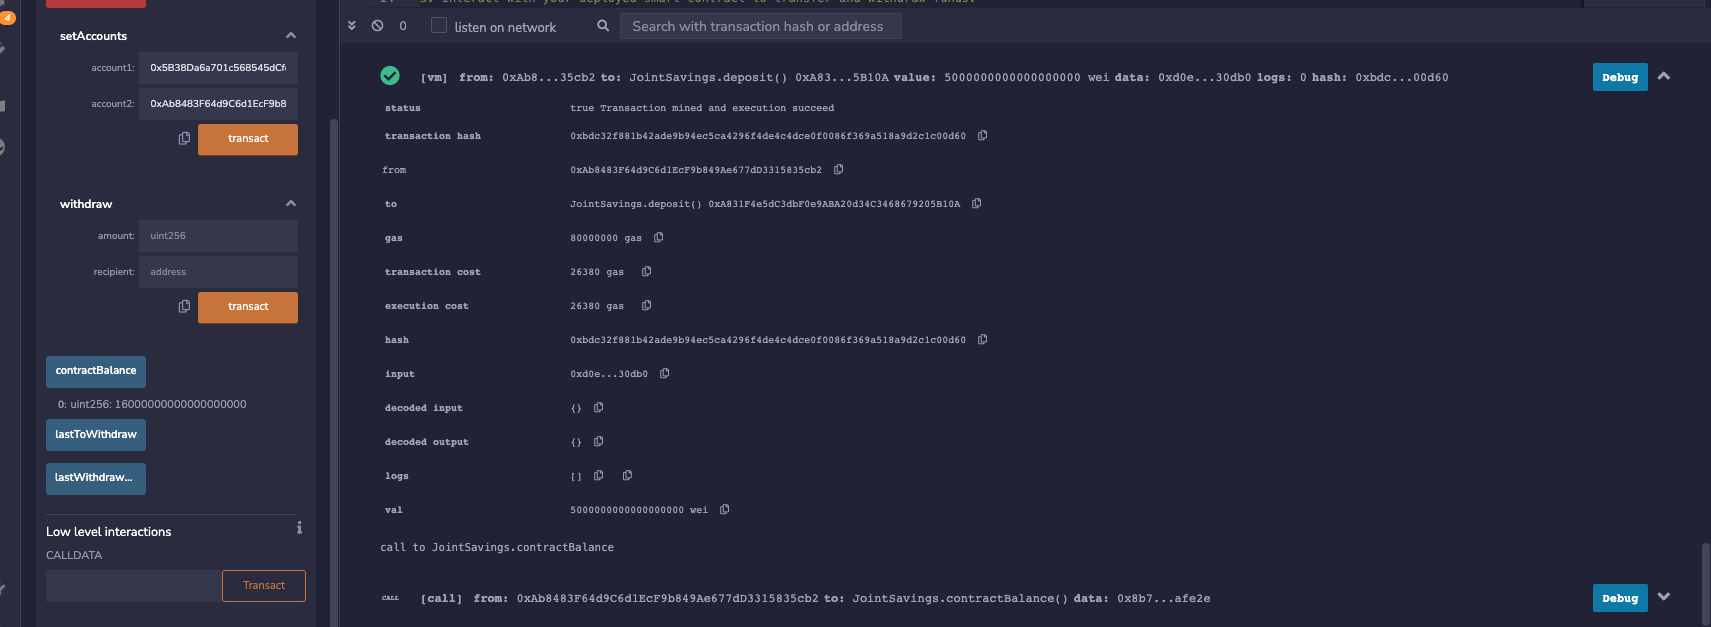 4
setAccounts
account1: 0x5B38Da6a701c568545dCf
account2: 0xAb8483F64d9C6d1EcF9b8
transact
withdraw
amount: uint256
recipient: address
transact
contractBalance
0: uint256: 16000000000000000000
lastToWithdraw
lastWithdraw...
Low level interactions
CALLDATA
Transact
0 listen on network Search with transaction hash or address
[vm] from: 0xAb8...35cb2 to: JointSavings.deposit() 0xA83...5B10A value: 5000000000000000000 wei data: 0xd0e...30db0 logs: 0 hash: 0xbdc...00d60 Debug
status true Transaction mined and execution succeed
transaction hash 0xbdc32f881b42ade9b94ec5ca4296f4de4c4dce0f0086f369a518a9d2c1c00d60
from 0xAb8483F64d9C6d1EcF9b849Ae677dD3315835cb2
to JointSavings.deposit() 0xA831F4e5dC3dbF0e9ABA20d34C3468679205B10A
gas 80000000 gas
transaction cost 26380 gas
execution cost 26380 gas
hash 0xbdc32f881b42ade9b94ec5ca4296f4de4c4dce0f0086f369a518a9d2c1c00d60
input 0xd0e...30db0
decoded input {}
decoded output {}
logs []
val 5000000000000000000 wei
call to JointSavings.contractBalance
CALL [call] from: 0xAb8483F64d9C6d1EcF9b849Ae677dD3315835cb2 to: JointSavings.contractBalance() data: 0x8b7...afe2e Debug